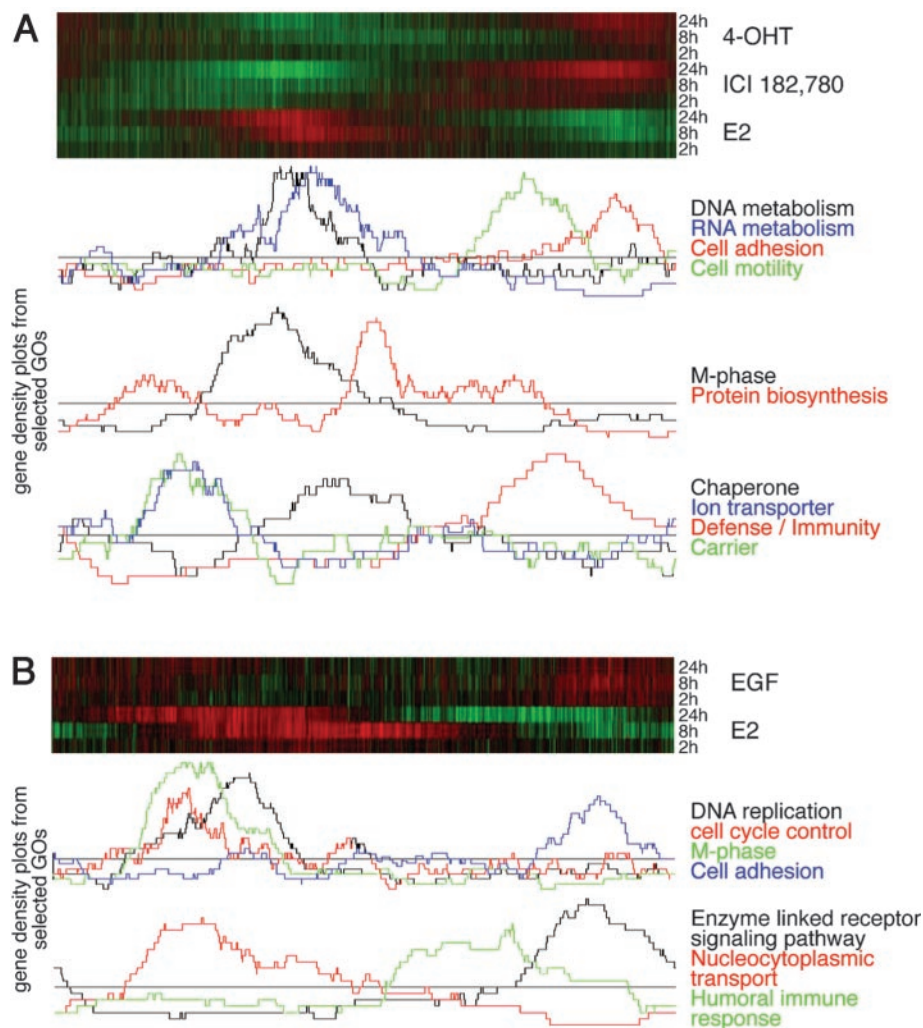 A
24h
8h
2h
4-OHT
24h
8h
2h
ICI 182,780
24h
8h
2h
E2
gene density plots from
selected GOs
DNA metabolism
RNA metabolism
Cell adhesion
Cell motility
M-phase
Protein biosynthesis
Chaperone
Ion transporter
Defense / Immunity
Carrier
B
24h
8h
2h
EGF
24h
8h
2h
E2
gene density plots from
selected GOs
DNA replication
cell cycle control
M-phase
Cell adhesion
Enzyme linked receptor
signaling pathway
Nucleocytoplasmic
transport
Humoral immune
response